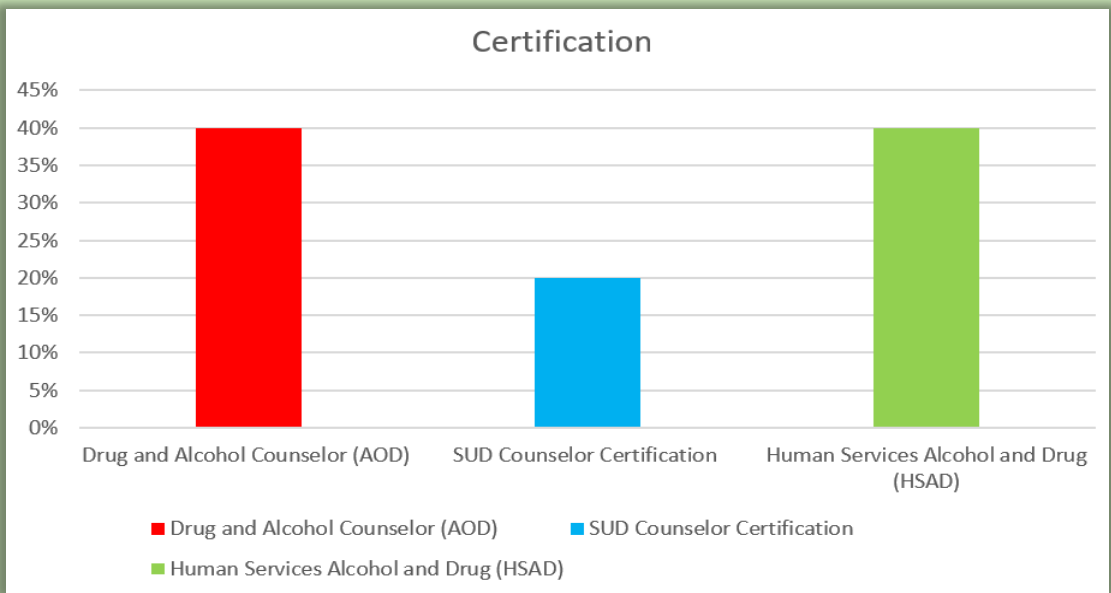 Certification
45%
40%
35%
30%
25%
20%
15%
10%
5%
0%
Drug and Alcohol Counselor (AOD)
SUD Counselor Certification
Human Services Alcohol and Drug
(HSAD)
Drug and Alcohol Counselor (AOD)
SUD Counselor Certification
Human Services Alcohol and Drug (HSAD)